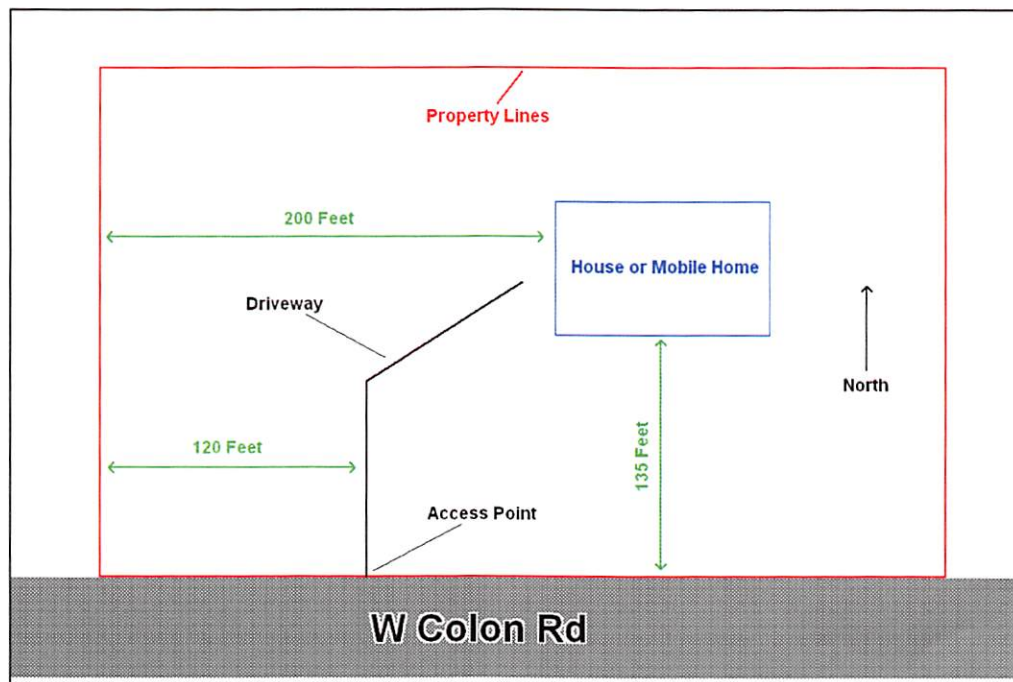 Property Lines
200 Feet
House or Mobile Home
Driveway
North
120 Feet
135 Feet
Access Point
W Colon Rd